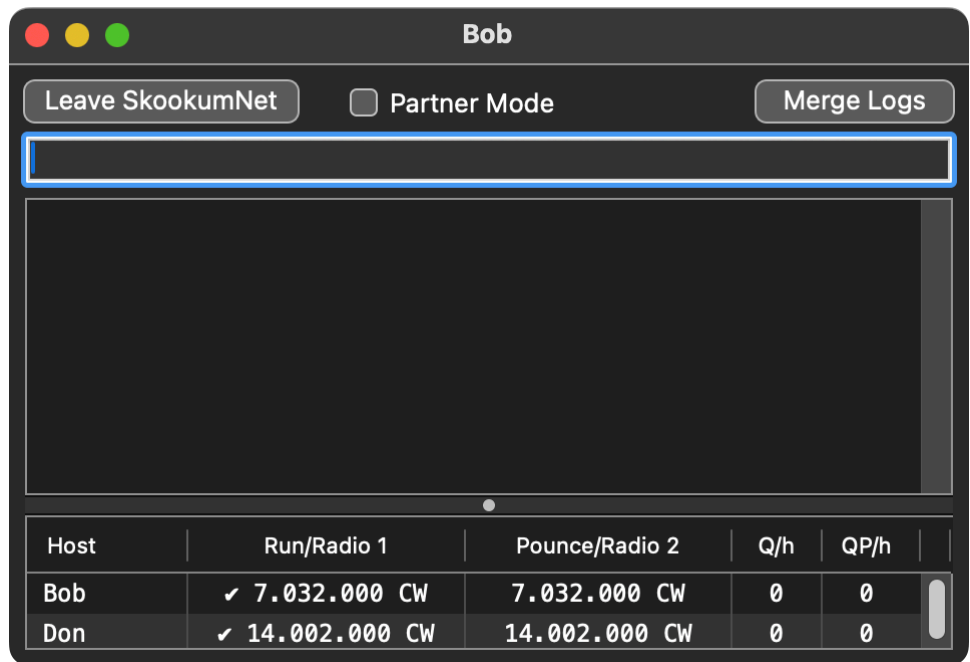 Bob
Leave SkookumNet Partner Mode Merge Logs
Host Run/Radio 1 Pounce/Radio 2 Q/h QP/h
Bob ✔ 7.032.000 CW 7.032.000 CW 0 0
Don ✔ 14.002.000 CW 14.002.000 CW 0 0